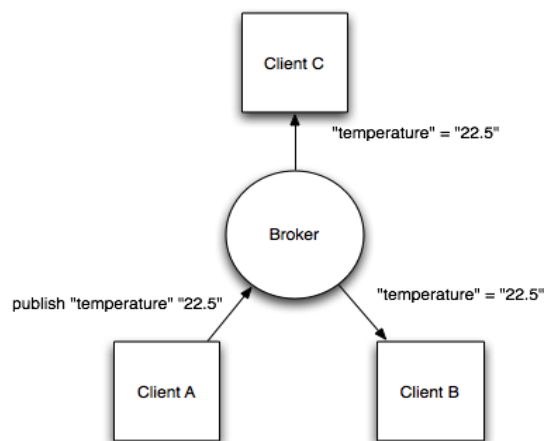 Client C
"temperature" = "22.5"
Broker
publish "temperature" "22.5"
"temperature" = "22.5"
Client A
Client B